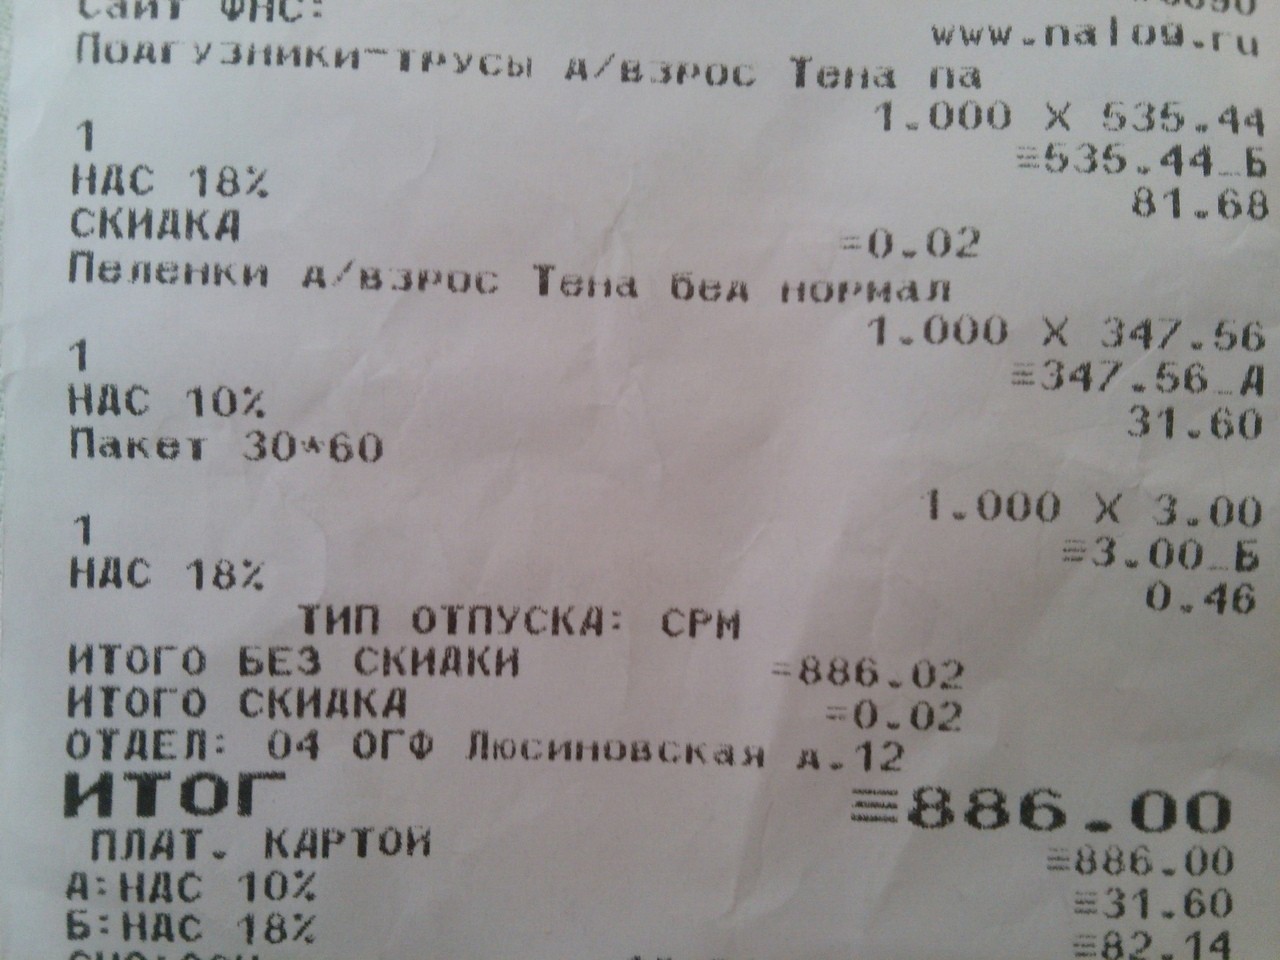 Сайт ФНС:
www.nalog.ru
Подгузники-трусы д/взрос Тена па
1.000 X 535.44
1
≡535.44_Б
НДС 18%
81.68
СКИДКА
=0.02
Пеленки д/взрос Тена бед нормал
1.000 X 347.56
1
≡347.56_А
НДС 10%
31.60
Пакет 30*60
1.000 X 3.00
1
≡3.00_Б
НДС 18%
0.46
ТИП ОТПУСКА: СРМ
ИТОГО БЕЗ СКИДКИ =886.02
ИТОГО СКИДКА =0.02
ОТДЕЛ: 04 ОГФ Люсиновская д.12
ИТОГ ≡886.00
ПЛАТ. КАРТОЙ ≡886.00
А:НДС 10% ≡31.60
Б:НДС 18% ≡82.14